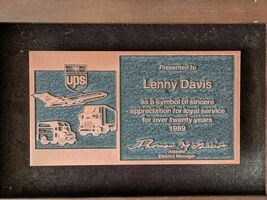 ups
Presented to
Lenny Davis
as a symbol of sincere
appreciation for loyal service
for over twenty years
1989
District Manager